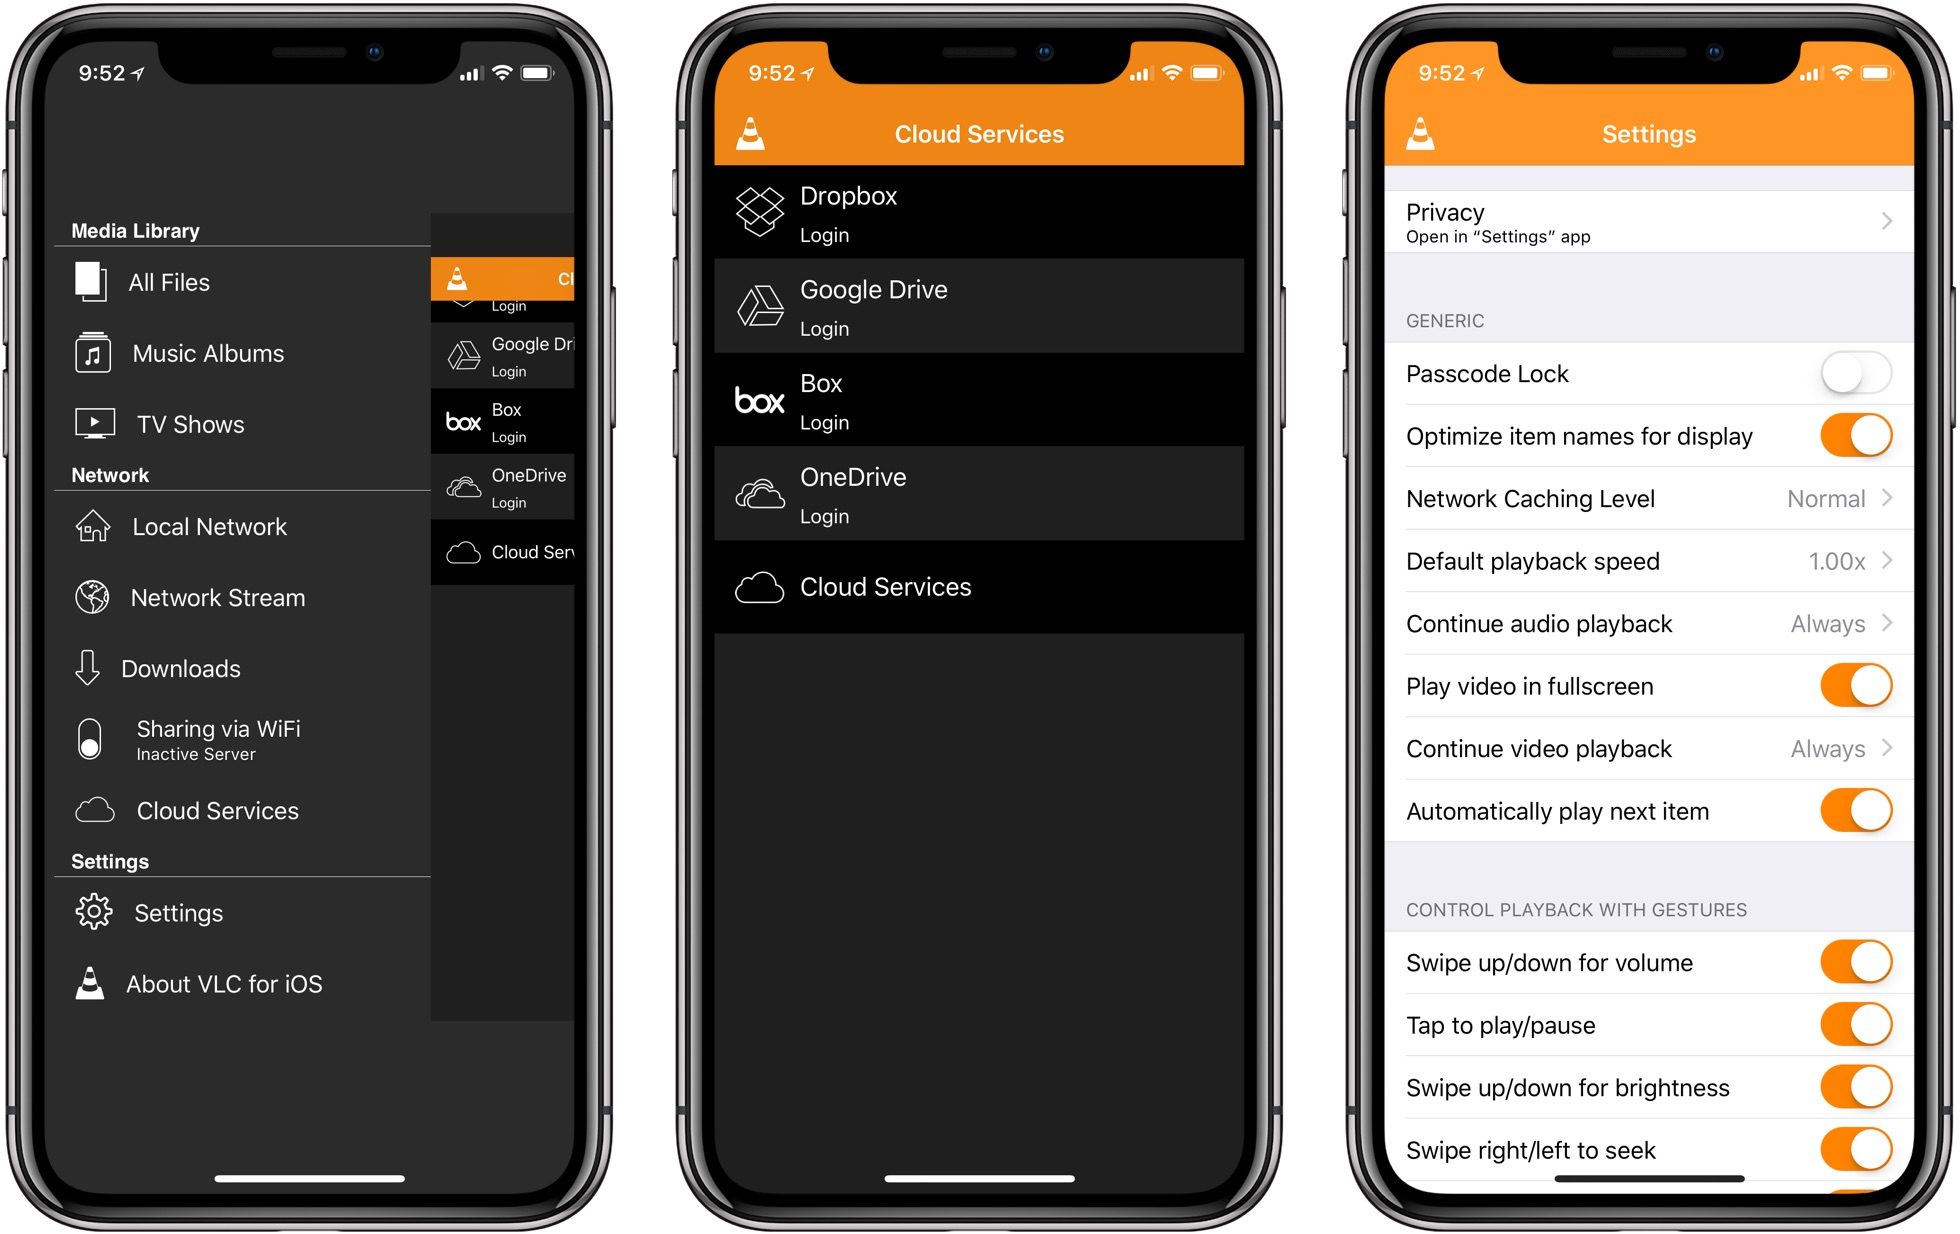 9:52
Media Library
All Files
Music Albums
TV Shows
Network
Local Network
Network Stream
Downloads
Sharing via WiFi
Inactive Server
Cloud Services
Settings
Settings
About VLC for iOS
Cl
Login
Google Dri
Login
box
Box
Login
OneDrive
Login
Cloud Serv
9:52
Cloud Services
Dropbox
Login
Google Drive
Login
box
Box
Login
OneDrive
Login
Cloud Services
9:52
Settings
Privacy
Open in “Settings” app
GENERIC
Passcode Lock
Optimize item names for display
Network Caching Level Normal
Default playback speed 1.00x
Continue audio playback Always
Play video in fullscreen
Continue video playback Always
Automatically play next item
CONTROL PLAYBACK WITH GESTURES
Swipe up/down for volume
Tap to play/pause
Swipe up/down for brightness
Swipe right/left to seek